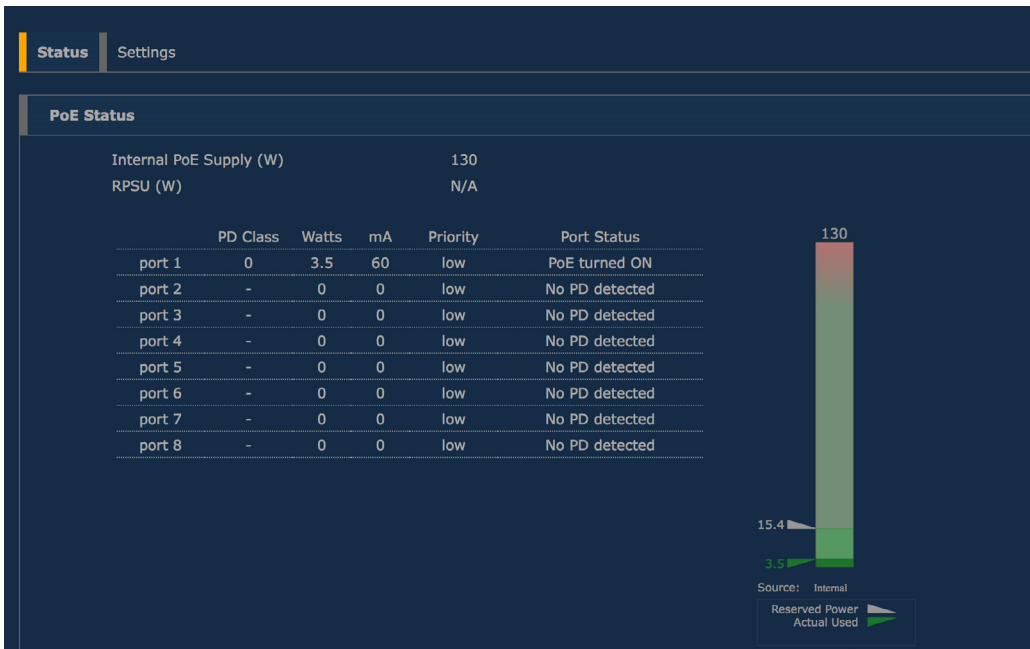 Status Settings
PoE Status
Internal PoE Supply (W) 130
RPSU (W) N/A
PD Class Watts mA Priority Port Status
port 1 0 3.5 60 low PoE turned ON
port 2 - 0 0 low No PD detected
port 3 - 0 0 low No PD detected
port 4 - 0 0 low No PD detected
port 5 - 0 0 low No PD detected
port 6 - 0 0 low No PD detected
port 7 - 0 0 low No PD detected
port 8 - 0 0 low No PD detected
130
15.4
3.5
Source: Internal
Reserved Power
Actual Used